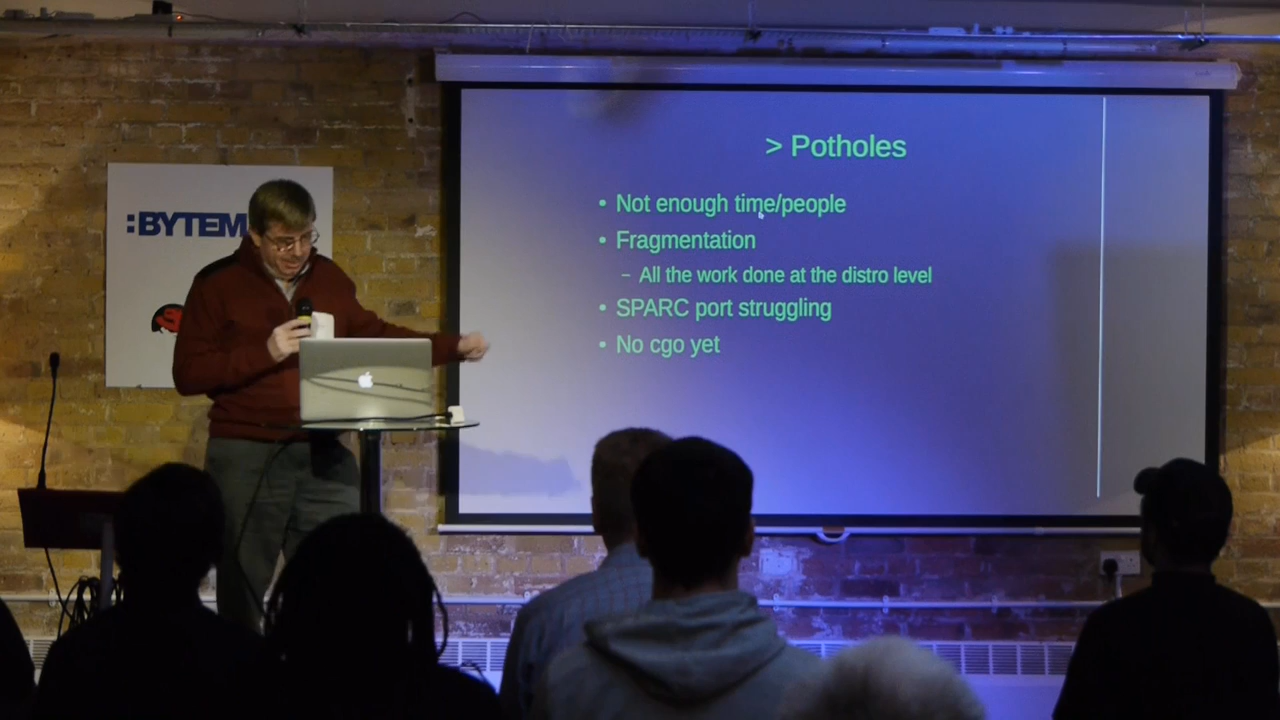 :BYTEM
> Potholes
• Not enough time/people
• Fragmentation
– All the work done at the distro level
• SPARC port struggling
• No cgo yet